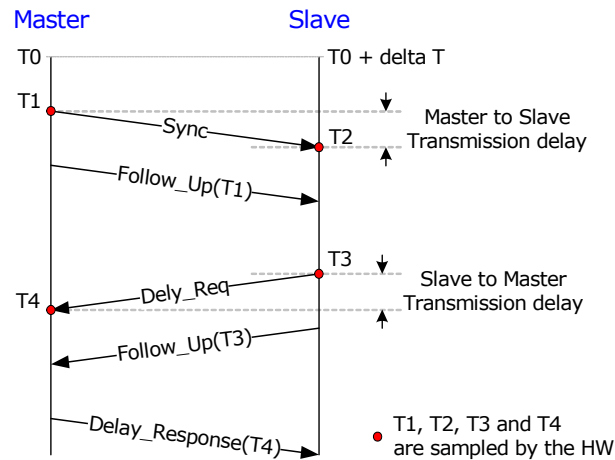 Master
Slave
T0
T0 + delta T
T1
Sync
T2
Master to Slave
Transmission delay
Follow_Up(T1)
T3
Dely_Req
T4
Slave to Master
Transmission delay
Follow_Up(T3)
Delay_Response(T4)
T1, T2, T3 and T4
are sampled by the HW